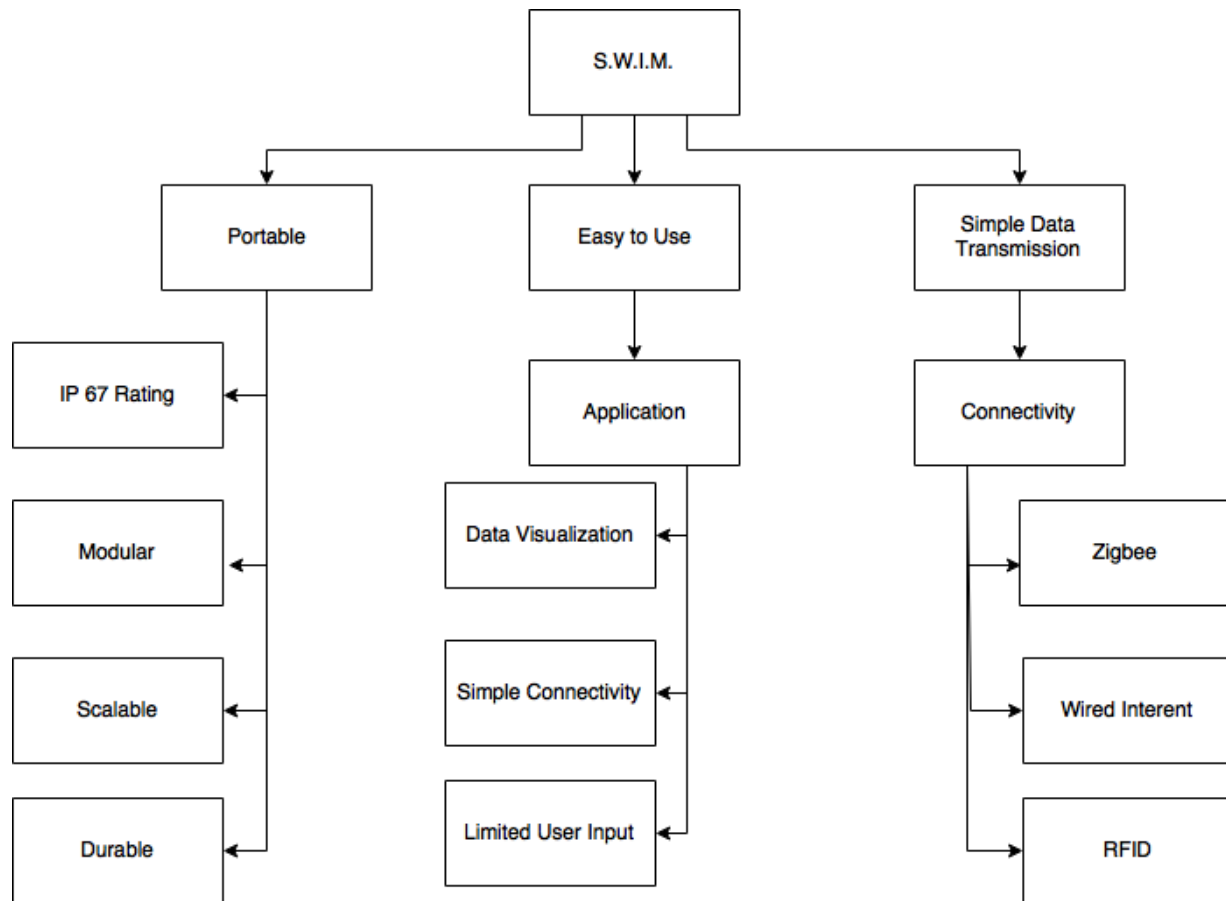 S.W.I.M.
Portable
Easy to Use
Simple Data
Transmission
IP 67 Rating
Application
Connectivity
Modular
Data Visualization
Zigbee
Scalable
Simple Connectivity
Wired Interent
Durable
Limited User Input
RFID